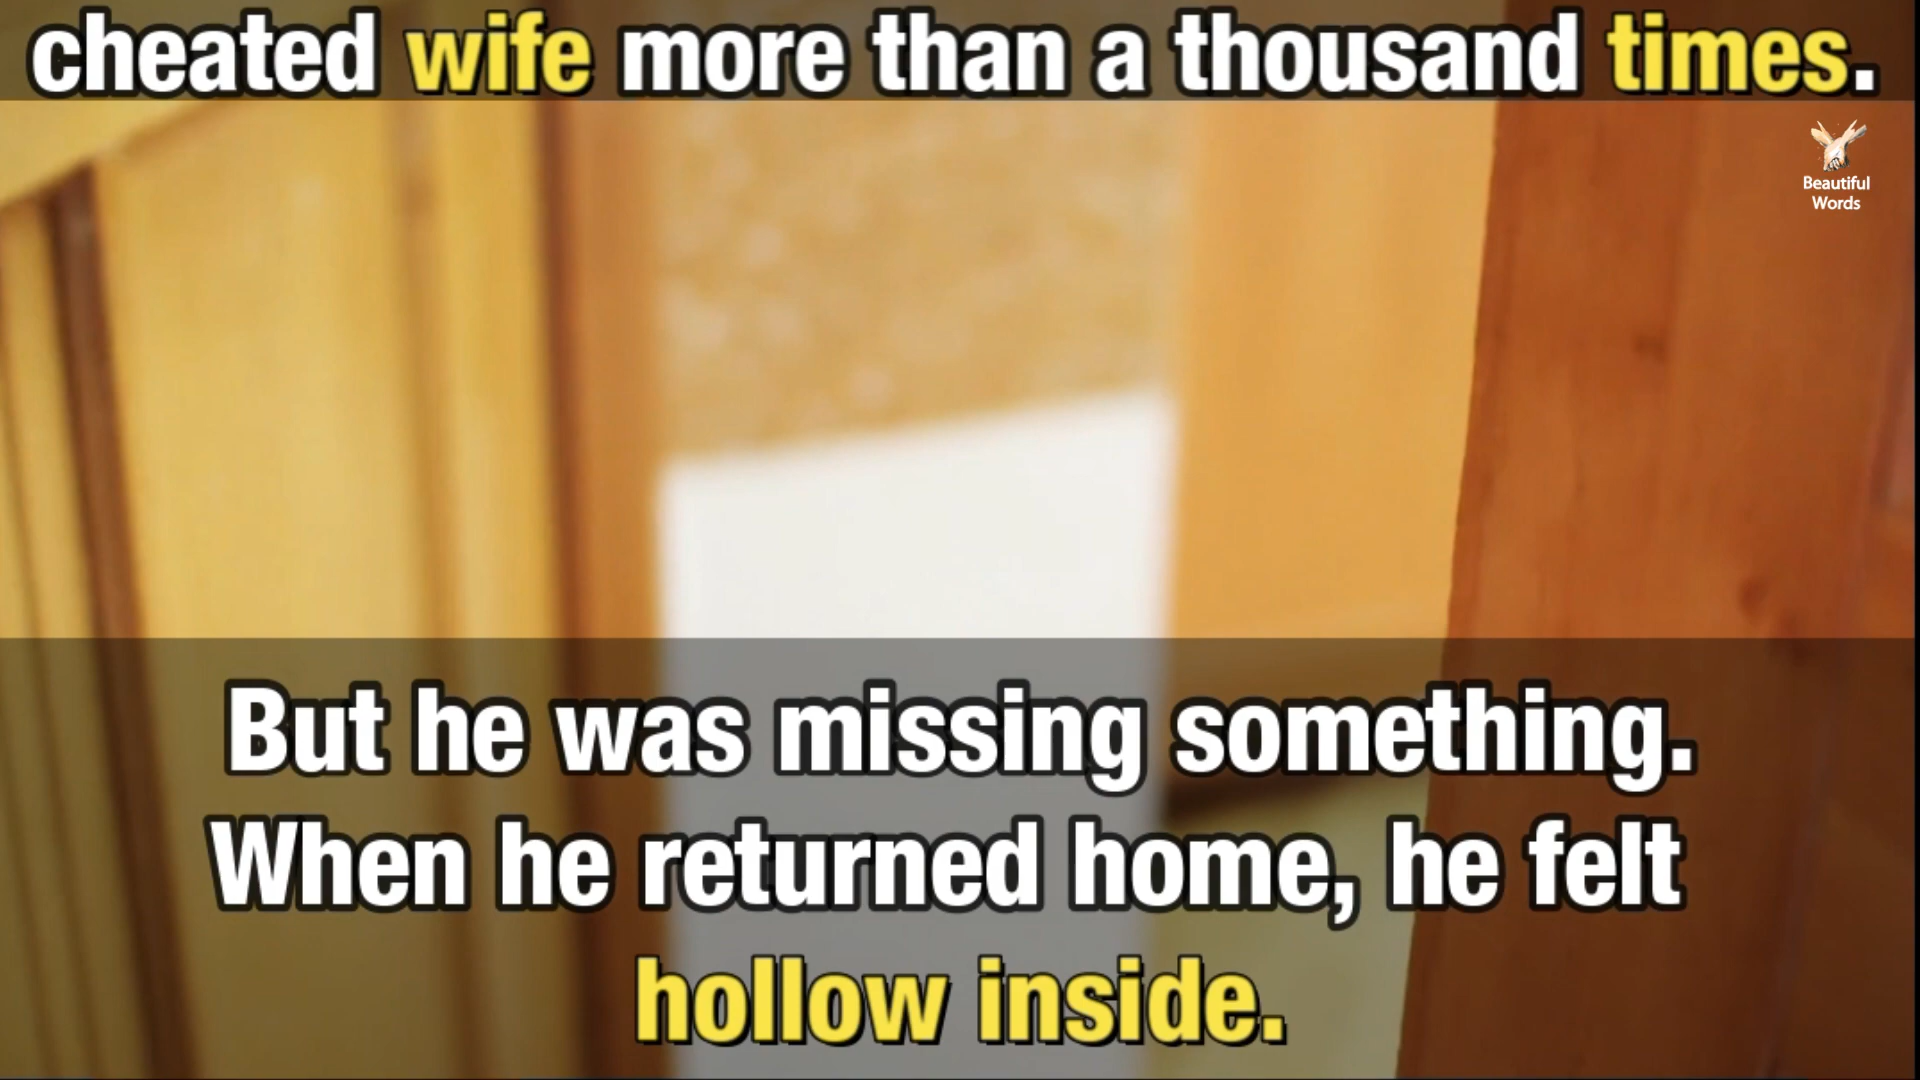 cheated wife more than a thousand times.
Beautiful
Words
But he was missing something.
When he returned home, he felt
hollow inside.